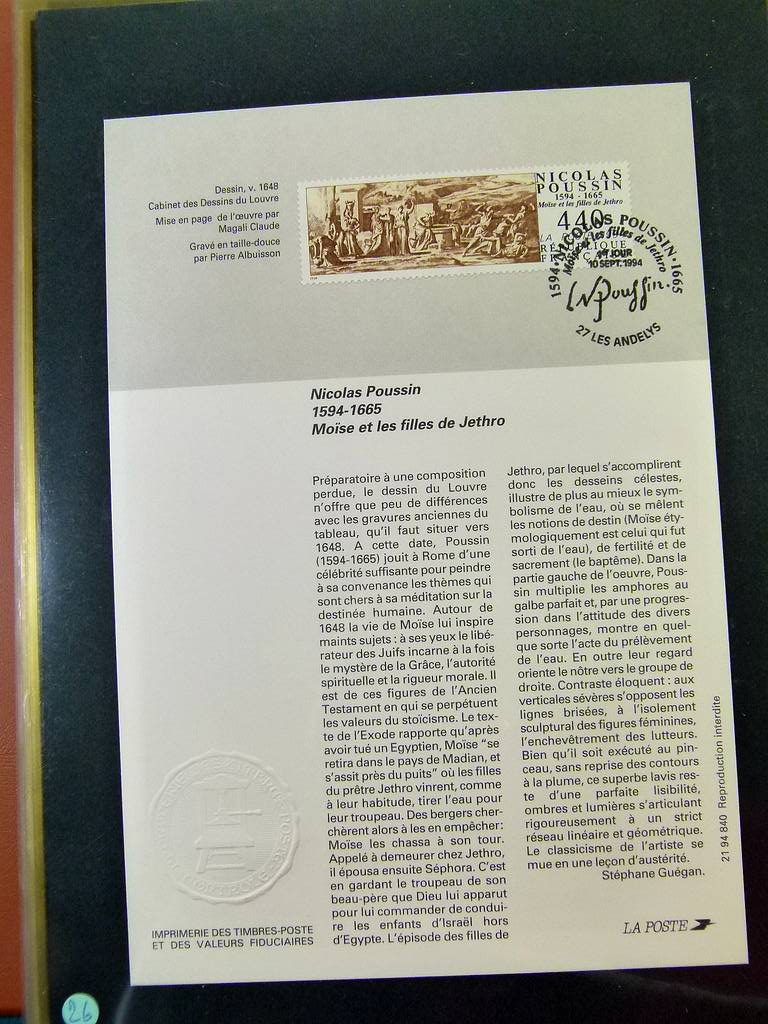 Dessin, v. 1648
Cabinet des Dessins du Louvre
Mise en page de l'œuvre par
Magali Claude
Gravé en taille-douce
par Pierre Albuisson
NICOLAS
POUSSIN
1594 - 1665
Moïse et les filles de Jethro
4,40
LA POSTE
RÉPUBLIQUE
FRANÇAISE
1594 • NICOLAS POUSSIN • 1665
Moïse et les filles de Jethro
1er JOUR
10 SEPT. 1994
N Poussin.
27 LES ANDELYS
Nicolas Poussin
1594-1665
Moïse et les filles de Jethro
Préparatoire à une composition
perdue, le dessin du Louvre
n'offre que peu de différences
avec les gravures anciennes du
tableau, qu'il faut situer vers
1648. A cette date, Poussin
(1594-1665) jouit à Rome d'une
célébrité suffisante pour peindre
à sa convenance les thèmes qui
sont chers à sa méditation sur la
destinée humaine. Autour de
1648 la vie de Moïse lui inspire
maints sujets : à ses yeux le libé-
rateur des Juifs incarne à la fois
le mystère de la Grâce, l'autorité
spirituelle et la rigueur morale. Il
est de ces figures de l'Ancien
Testament en qui se perpétuent
les valeurs du stoïcisme. Le tex-
te de l'Exode rapporte qu'après
avoir tué un Egyptien, Moïse "se
retira dans le pays de Madian, et
s'assit près du puits" où les filles
du prêtre Jethro vinrent, comme
à leur habitude, tirer l'eau pour
leur troupeau. Des bergers cher-
chèrent alors à les en empêcher:
Moïse les chassa à son tour.
Appelé à demeurer chez Jethro,
il épousa ensuite Séphora. C'est
en gardant le troupeau de son
beau-père que Dieu lui apparut
pour lui commander de condui-
re les enfants d'Israël hors
d'Egypte. L'épisode des filles de
Jethro, par lequel s'accomplirent
donc les desseins célestes,
illustre de plus au mieux le sym-
bolisme de l'eau, où se mêlent
les notions de destin (Moïse éty-
mologiquement est celui qui fut
sorti de l'eau), de fertilité et de
sacrement (le baptême). Dans la
partie gauche de l'oeuvre, Pous-
sin multiplie les amphores au
galbe parfait et, par une progres-
sion dans l'attitude des divers
personnages, montre en quel-
que sorte l'acte du prélèvement
de l'eau. En outre leur regard
oriente le nôtre vers le groupe de
droite. Contraste éloquent : aux
verticales sévères s'opposent les
lignes brisées, à l'isolement
sculptural des figures féminines,
l'enchevêtrement des lutteurs.
Bien qu'il soit exécuté au pin-
ceau, sans reprise des contours
à la plume, ce superbe lavis res-
te d'une parfaite lisibilité,
ombres et lumières s'articulant
rigoureusement à un strict
réseau linéaire et géométrique.
Le classicisme de l'artiste se
mue en une leçon d'austérité.
Stéphane Guégan.
21 94 840 Reproduction interdite
IMPRIMERIE DES TIMBRES-POSTE
ET DES VALEURS FIDUCIAIRES
LA POSTE
26